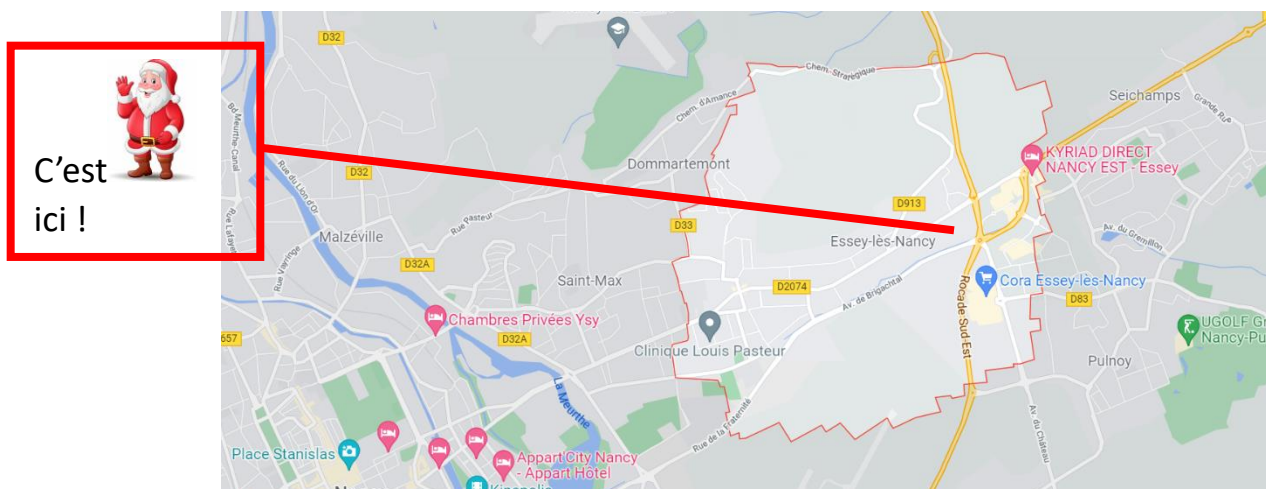 C'est
ici !
D32
Chem. Stratégique
Seichamps
Grande Rue
Bd Meurthe-Canal
Chem. d'Amance
KYRIAD DIRECT
NANCY EST - Essey
D32
Dommartemont
Rue du Lion d'Or
D913
Rue Pasteur
D33
Malzéville
Essey-lès-Nancy
Av. du Gremillon
Rue Vayringe
D32A
Saint-Max
Cora Essey-lès-Nancy
D2074
Av. de Brigachtal
Rocade Sud-Est
D83
Chambres Privées Ysy
657
D32A
Clinique Louis Pasteur
UGOLF Gr
Nancy-Pu
Pulnoy
La Meurthe
Rue de la Fraternité
Av. du Château
Place Stanislas
Appart'City Nancy
- Appart Hôtel